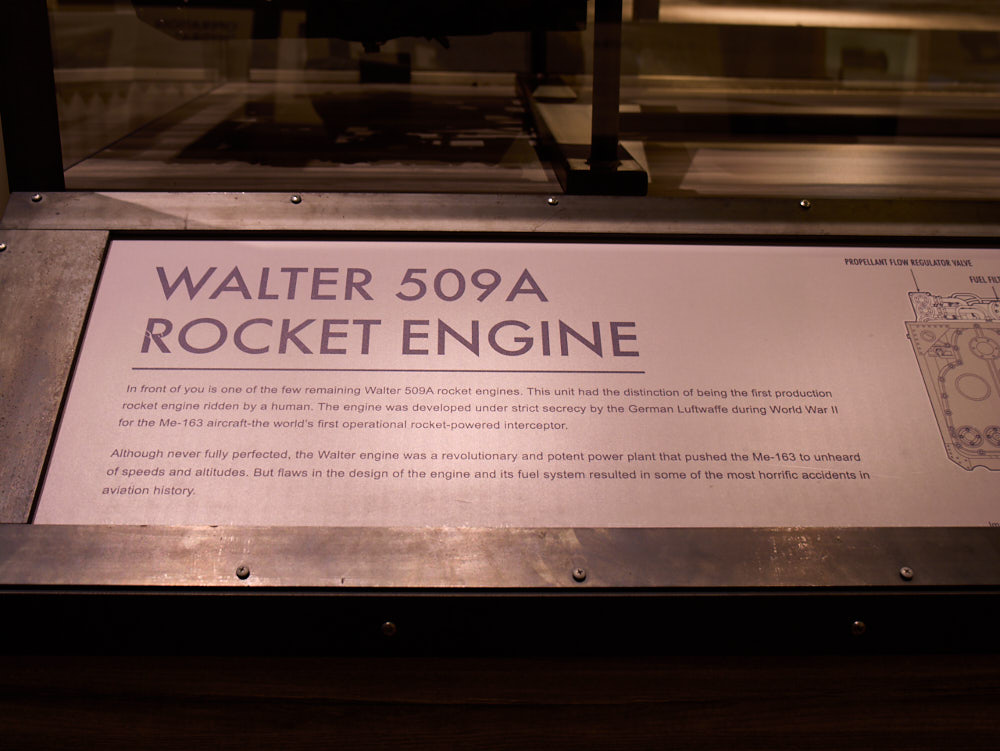 WALTER 509A
ROCKET ENGINE
In front of you is one of the few remaining Walter 509A rocket engines. This unit had the distinction of being the first production
rocket engine ridden by a human. The engine was developed under strict secrecy by the German Luftwaffe during World War II
for the Me-163 aircraft-the world's first operational rocket-powered interceptor.
Although never fully perfected, the Walter engine was a revolutionary and potent power plant that pushed the Me-163 to unheard
of speeds and altitudes. But flaws in the design of the engine and its fuel system resulted in some of the most horrific accidents in
aviation history.
PROPELLANT FLOW REGULATOR VALVE
FUEL